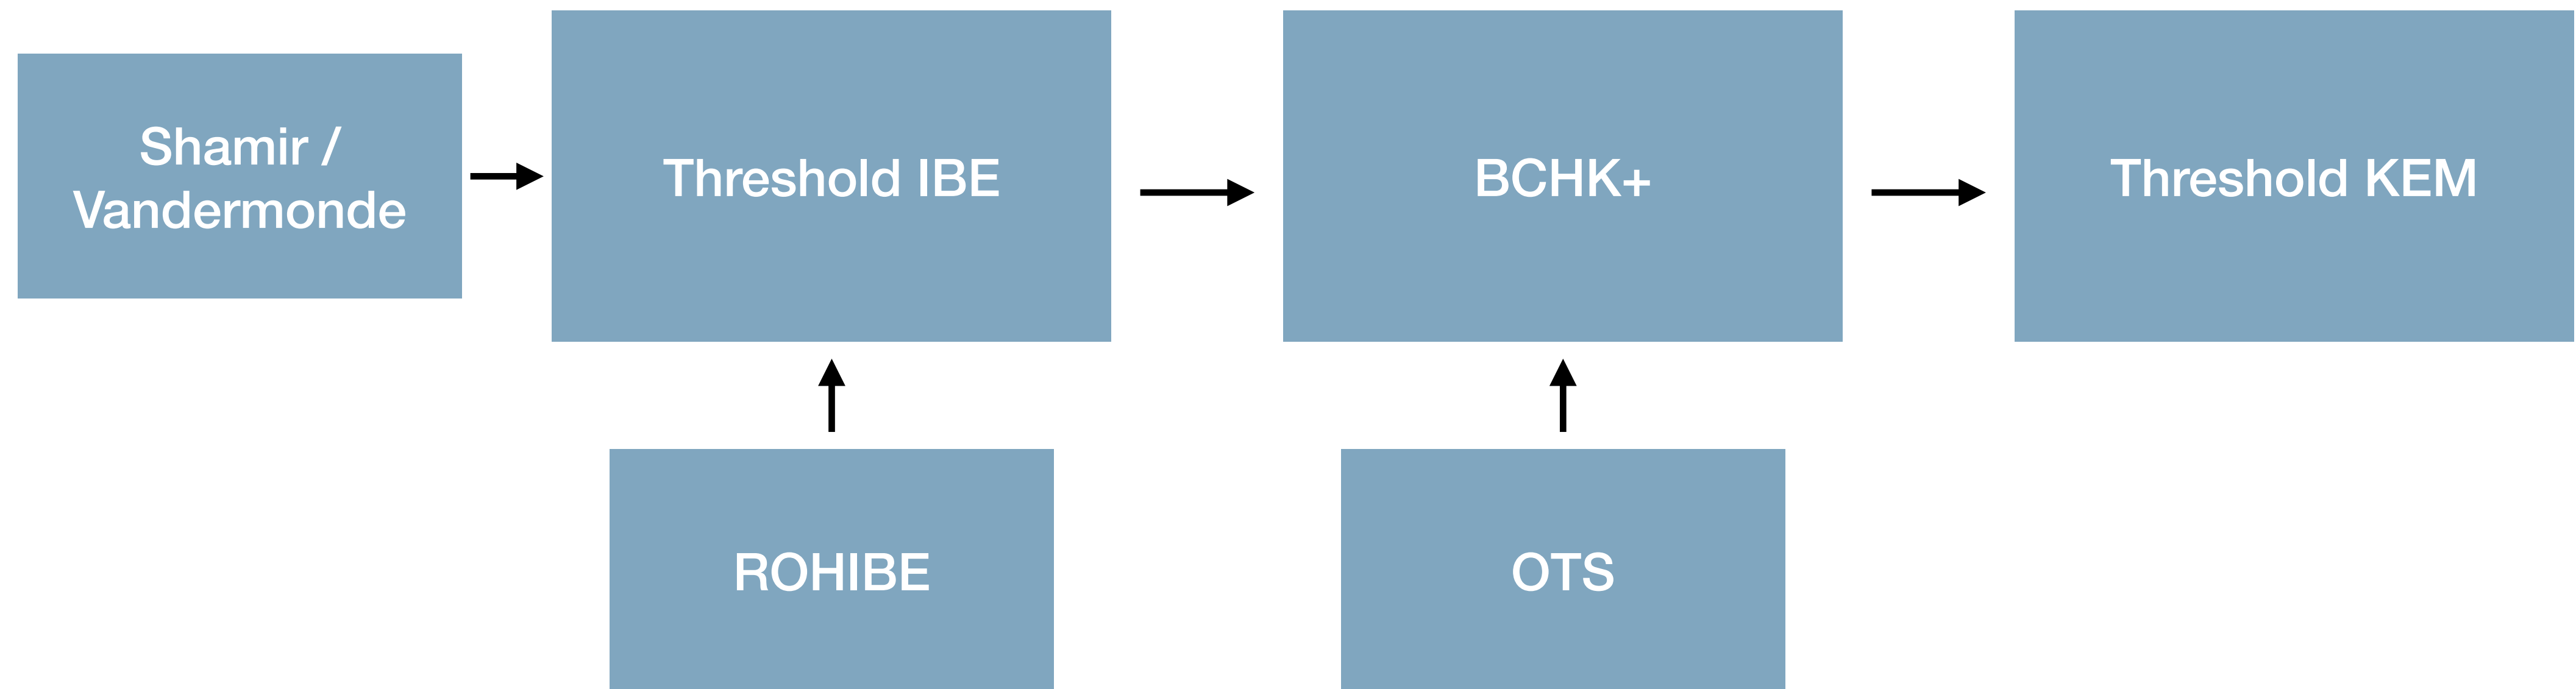 Shamir /
Vandermonde
Threshold IBE
BCHK+
Threshold KEM
ROHIBE
OTS